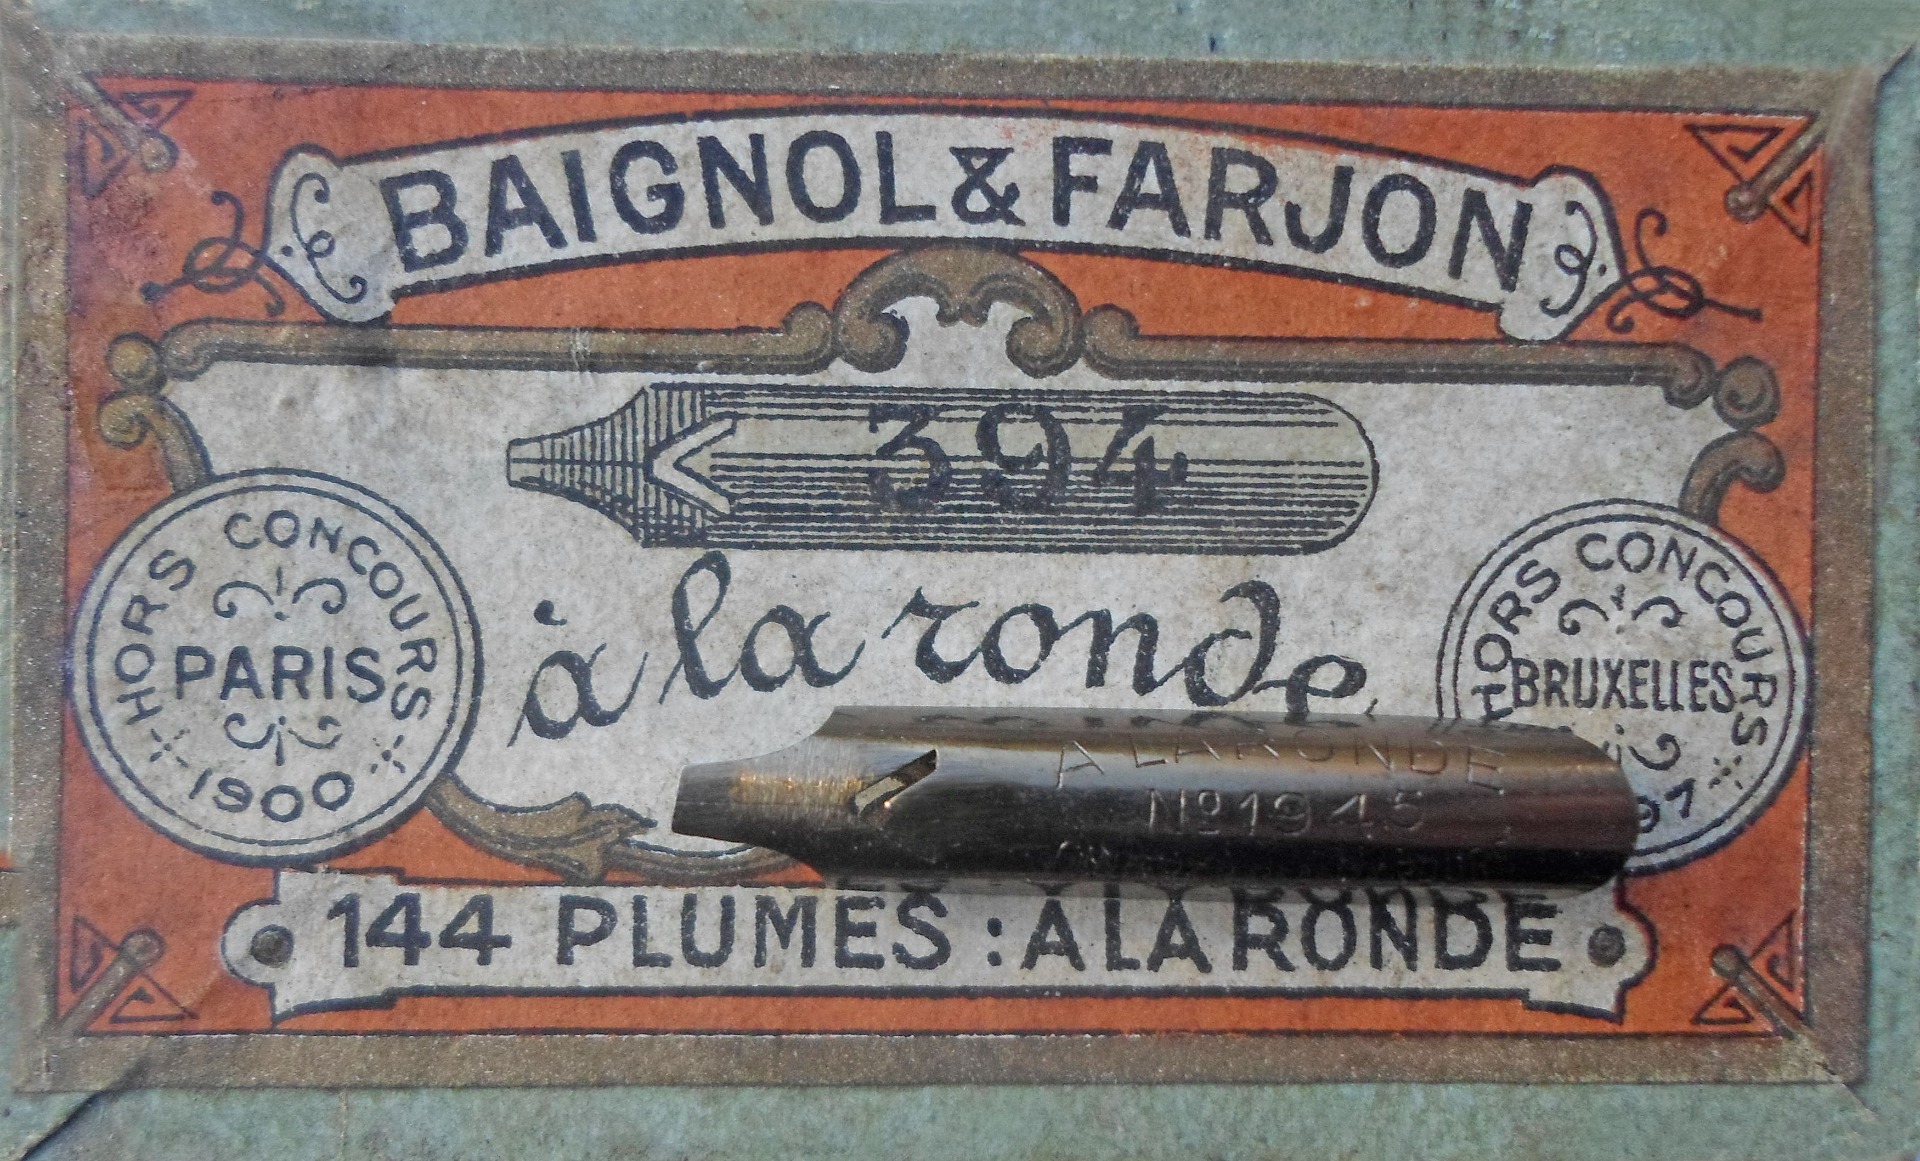 BAIGNOL & FARJON
394
à la ronde
HORS CONCOURS
PARIS
1900
HORS CONCOURS
BRUXELLES
97
A LA RONDE
Nº 1945
144 PLUMES : A LA RONDE